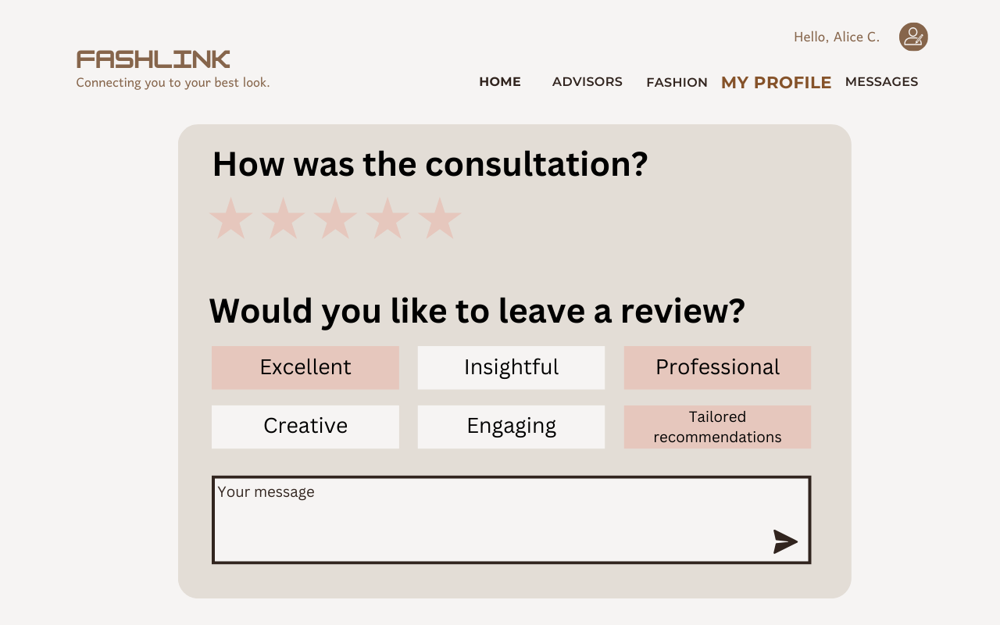 Hello, Alice C.
FASHLINK
Connecting you to your best look.
HOME ADVISORS FASHION MY PROFILE MESSAGES
How was the consultation?
Would you like to leave a review?
Excellent Insightful Professional
Creative Engaging Tailored
recommendations
Your message